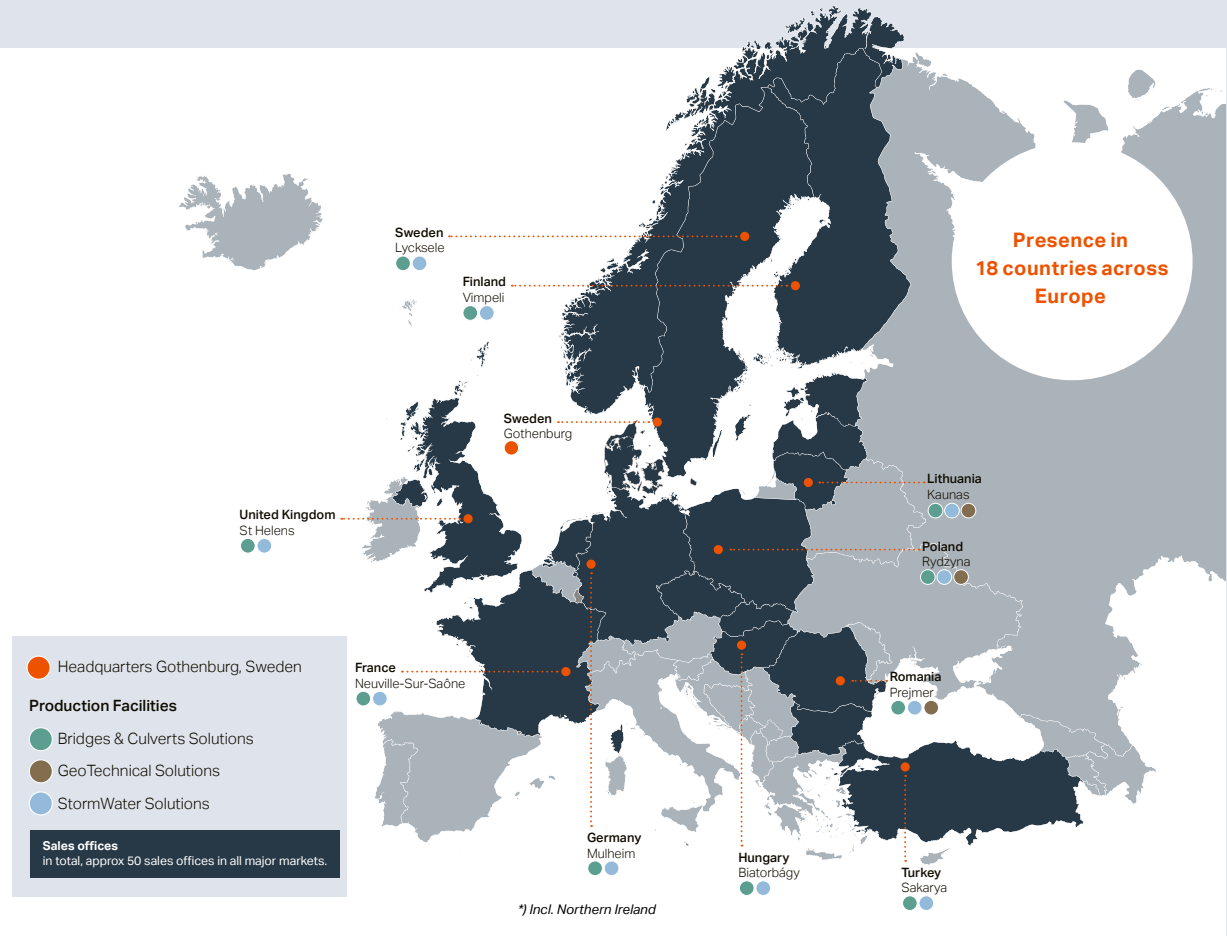 Presence in
18 countries across
Europe
Sweden
Lycksele
Finland
Vimpeli
Sweden
Gothenburg
Lithuania
Kaunas
United Kingdom
St Helens
Poland
Rydżyna
France
Neuville-Sur-Saône
Romania
Prejmer
Germany
Mulheim
Hungary
Biatorbágy
Turkey
Sakarya
Headquarters Gothenburg, Sweden
Production Facilities
Bridges & Culverts Solutions
GeoTechnical Solutions
StormWater Solutions
Sales offices
in total, approx 50 sales offices in all major markets.
*) Incl. Northern Ireland